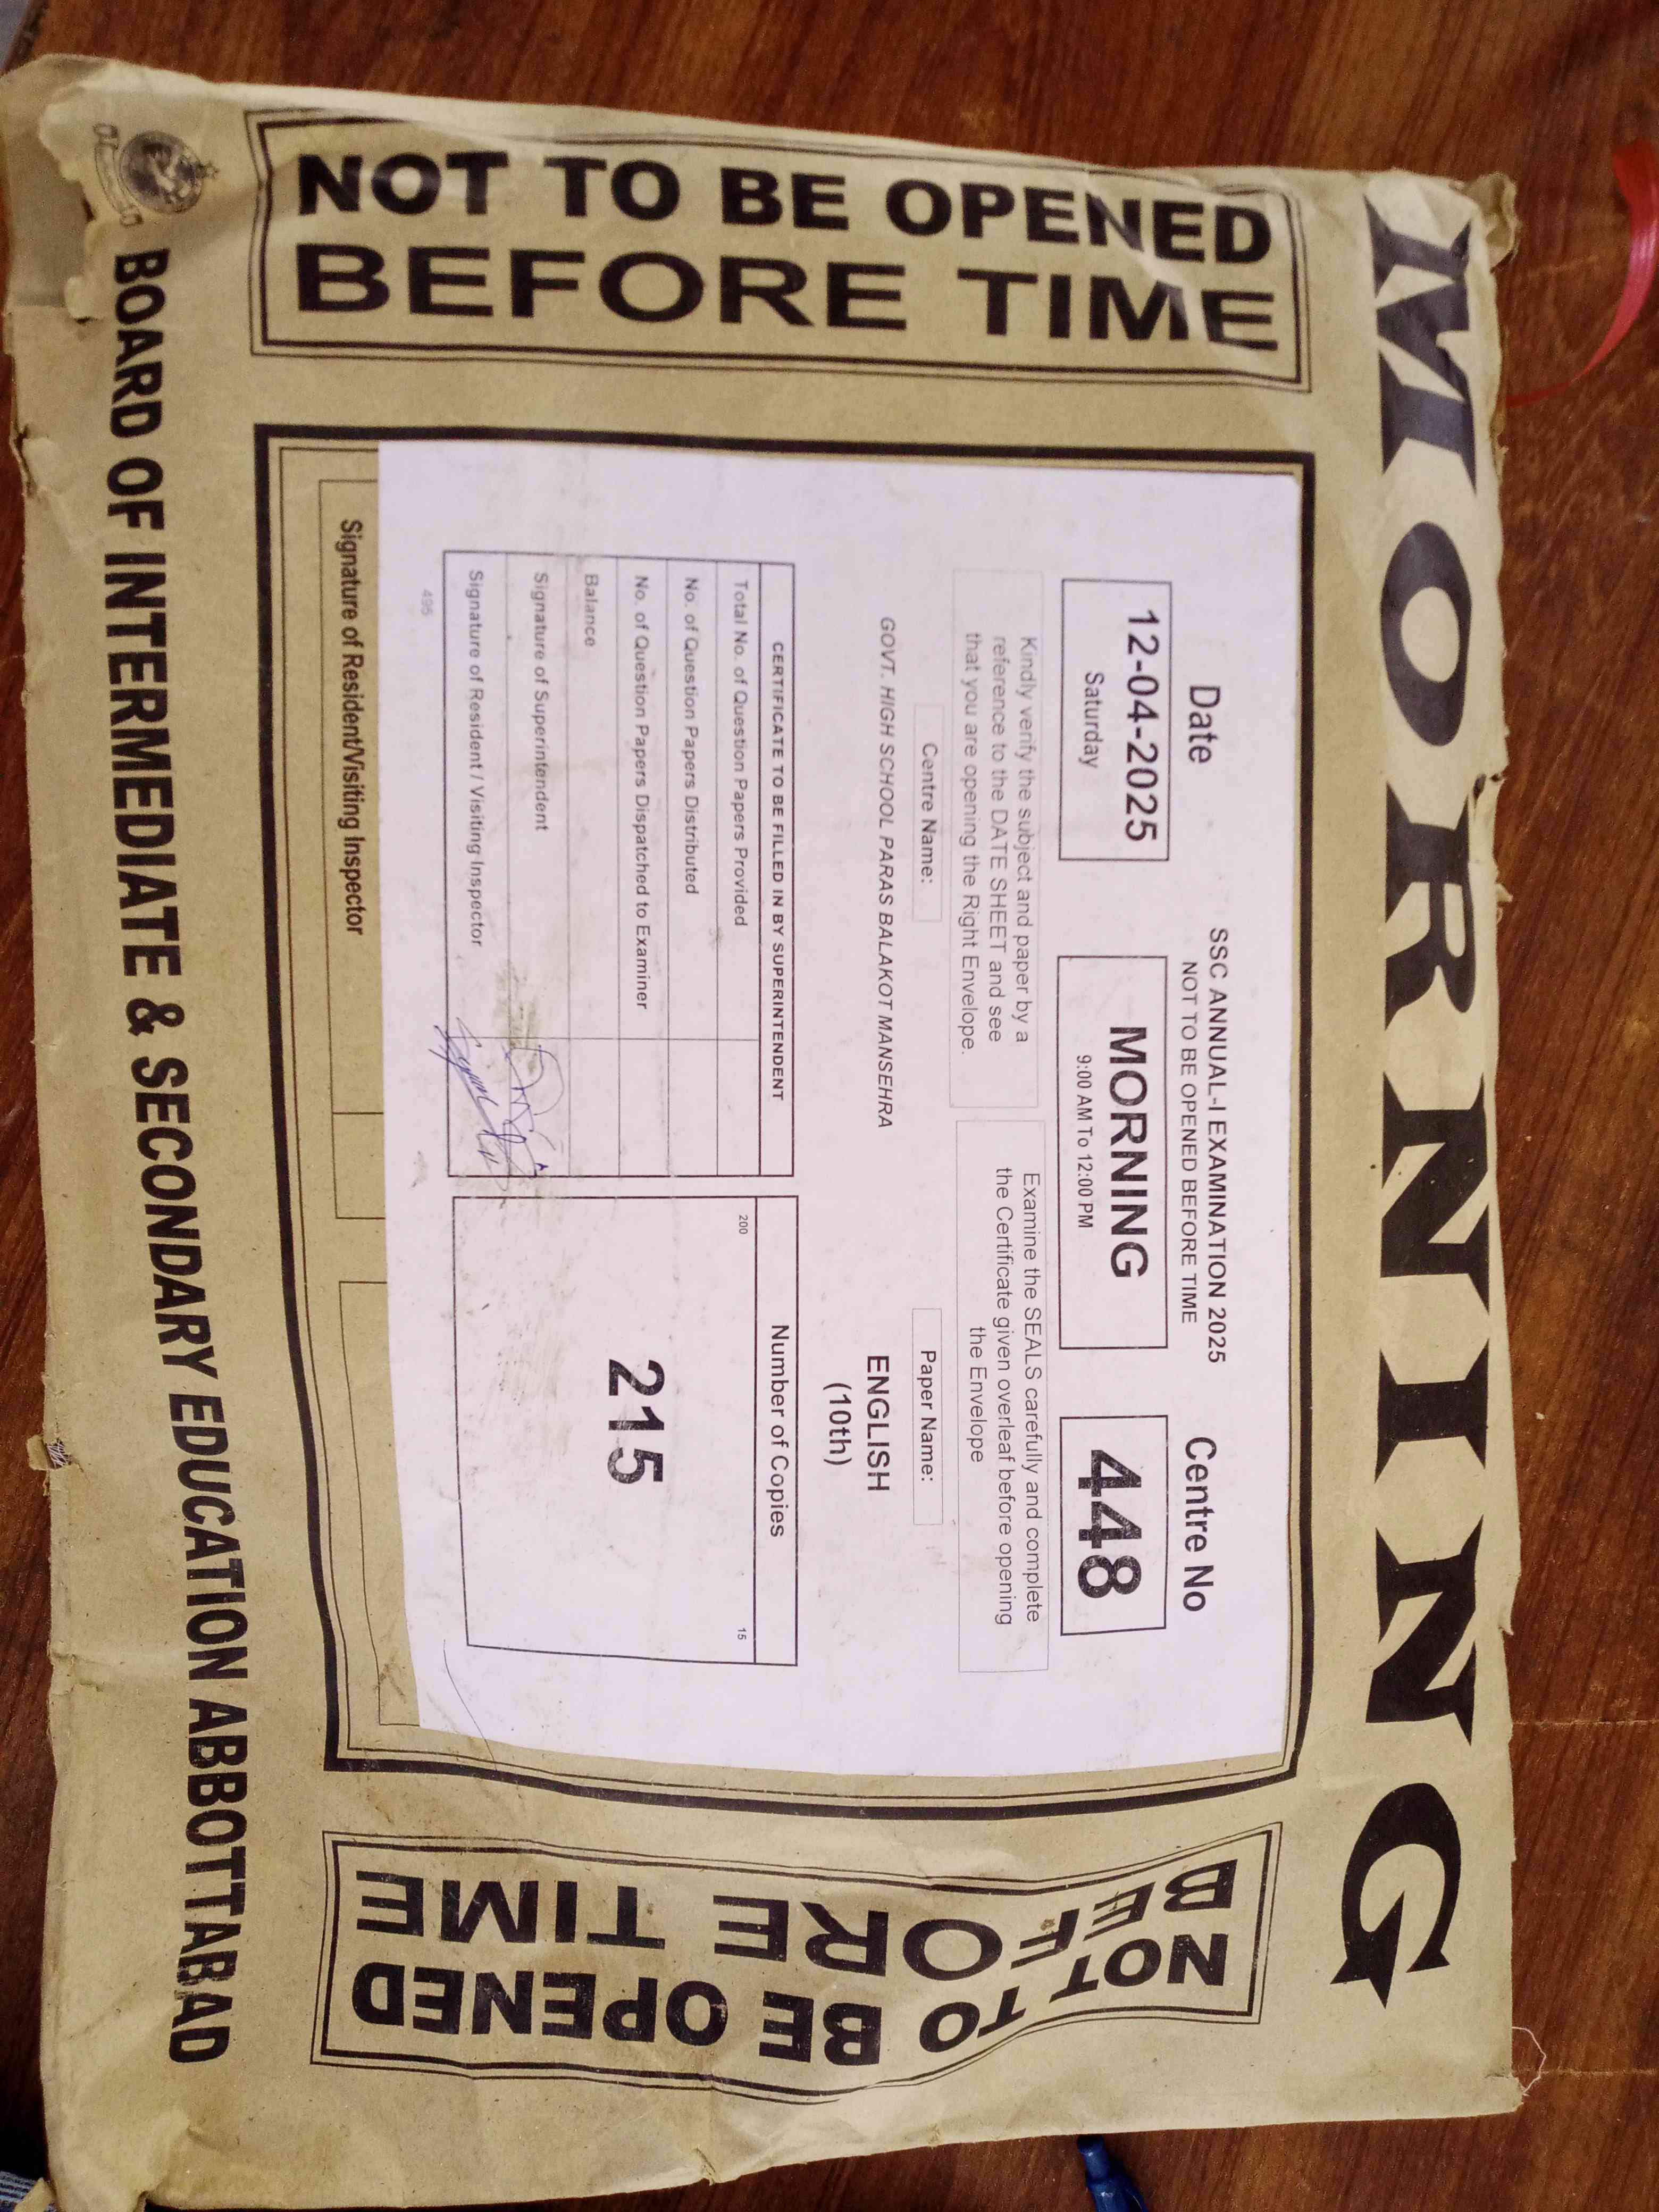 MORNING
NOT TO BE OPENED
BEFORE TIME
Date
SSC ANNUAL-I EXAMINATION 2025
NOT TO BE OPENED BEFORE TIME
Centre No
12-04-2025
Saturday
MORNING
9:00 AM To 12:00 PM
448
Kindly verify the subject and paper by a
reference to the DATE SHEET and see
that you are opening the Right Envelope.
Examine the SEALS carefully and complete
the Certificate given overleaf before opening
the Envelope
Centre Name:
Paper Name:
GOVT. HIGH SCHOOL PARAS BALAKOT MANSEHRA
ENGLISH
(10th)
CERTIFICATE TO BE FILLED IN BY SUPERINTENDENT
Total No. of Question Papers Provided
No. of Question Papers Distributed
No. of Question Papers Dispatched to Examiner
Balance
Signature of Superintendent
Signature of Resident / Visiting Inspector
Number of Copies
200
15
215
495
Signature of Resident/Visiting Inspector
NOT TO BE OPENED
BEFORE TIME
BOARD OF INTERMEDIATE & SECONDARY EDUCATION ABBOTTABAD